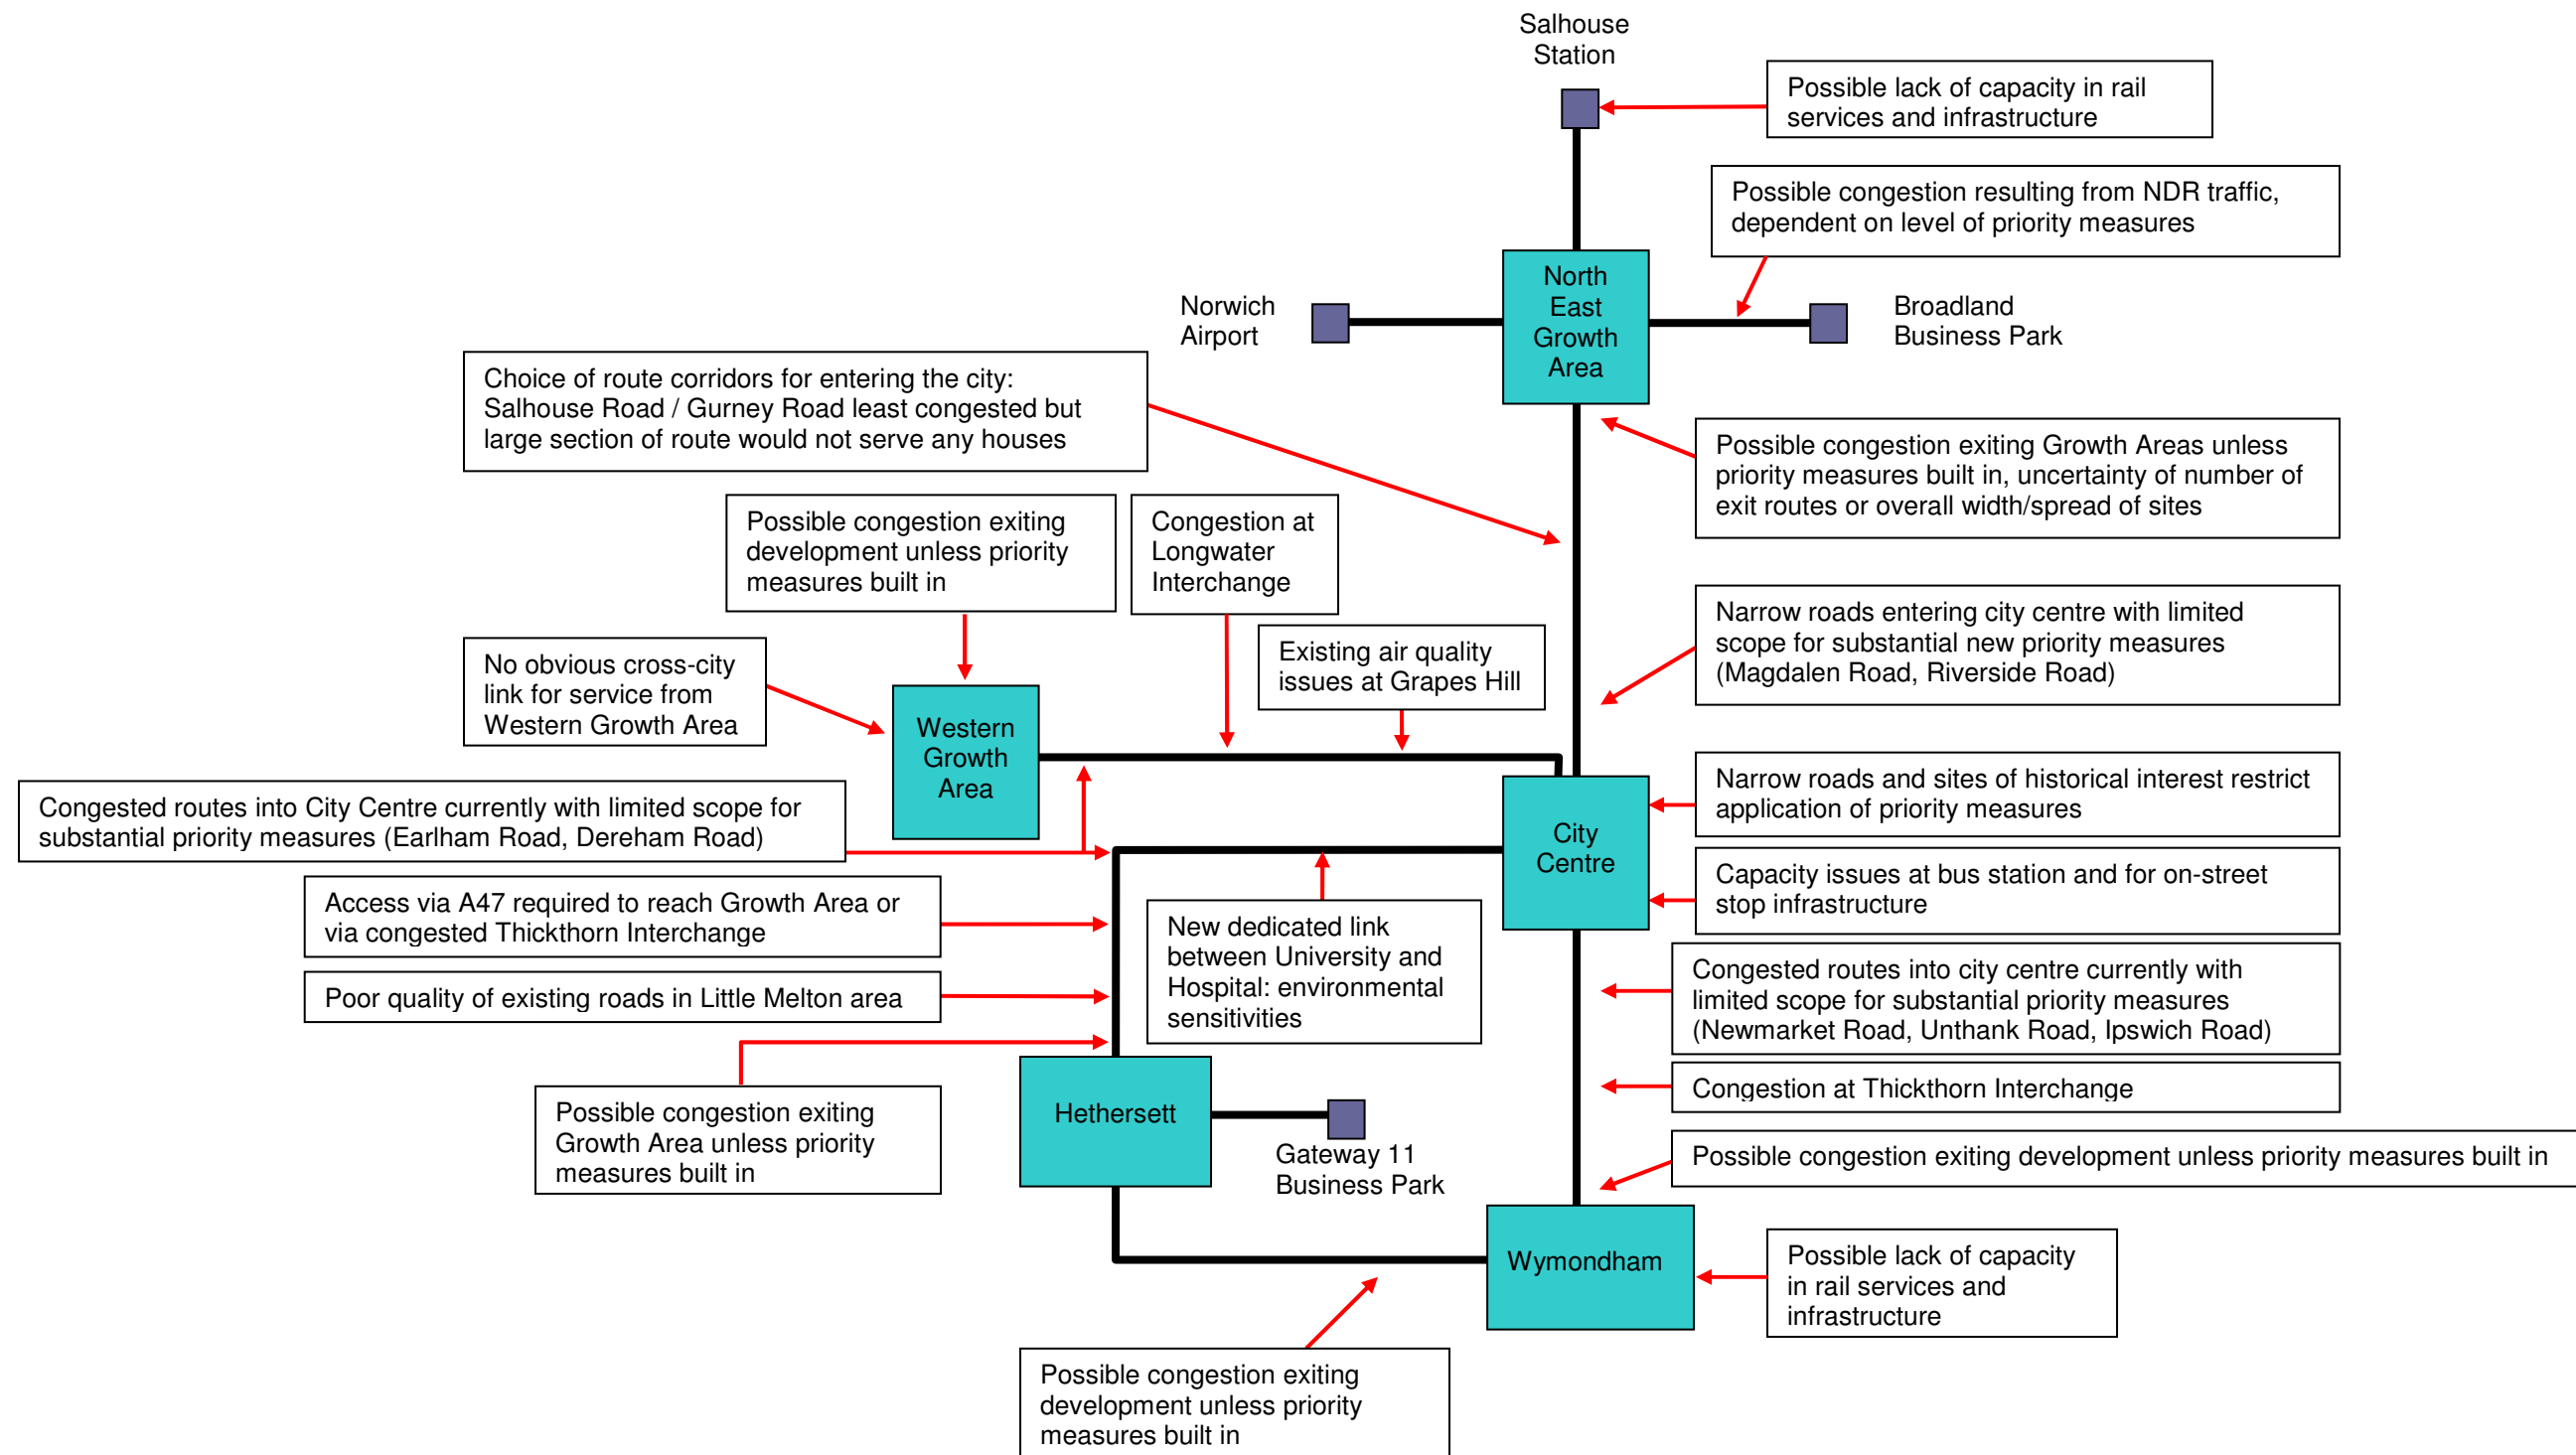 Salhouse
Station
Possible lack of capacity in rail
services and infrastructure
Possible congestion resulting from NDR traffic,
dependent on level of priority measures
North
East
Growth
Area
Norwich
Airport
Broadland
Business Park
Choice of route corridors for entering the city:
Salhouse Road / Gurney Road least congested but
large section of route would not serve any houses
Possible congestion exiting Growth Areas unless
priority measures built in, uncertainty of number of
exit routes or overall width/spread of sites
Possible congestion exiting
development unless priority
measures built in
Congestion at
Longwater
Interchange
Narrow roads entering city centre with limited
scope for substantial new priority measures
(Magdalen Road, Riverside Road)
Existing air quality
issues at Grapes Hill
No obvious cross-city
link for service from
Western Growth Area
Western
Growth
Area
Narrow roads and sites of historical interest restrict
application of priority measures
Congested routes into City Centre currently with limited scope for
substantial priority measures (Earlham Road, Dereham Road)
City
Centre
Capacity issues at bus station and for on-street
stop infrastructure
Access via A47 required to reach Growth Area or
via congested Thickthorn Interchange
New dedicated link
between University and
Hospital: environmental
sensitivities
Congested routes into city centre currently with
limited scope for substantial priority measures
(Newmarket Road, Unthank Road, Ipswich Road)
Poor quality of existing roads in Little Melton area
Congestion at Thickthorn Interchange
Possible congestion exiting
Growth Area unless priority
measures built in
Hethersett
Gateway 11
Business Park
Possible congestion exiting development unless priority measures built in
Wymondham
Possible lack of capacity
in rail services and
infrastructure
Possible congestion exiting
development unless priority
measures built in